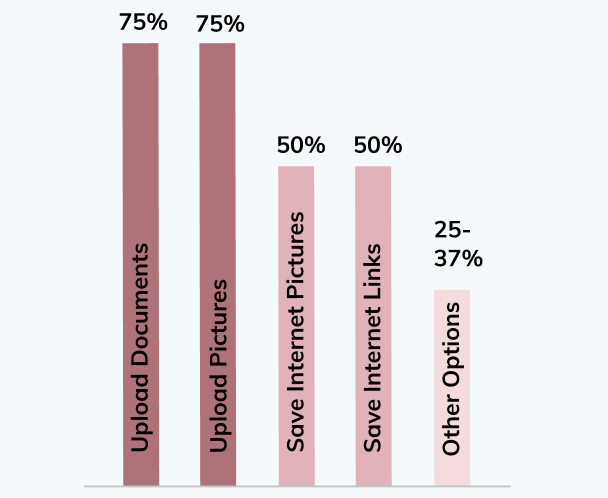 75%
75%
50%
50%
25-
37%
Upload Documents
Upload Pictures
Save Internet Pictures
Save Internet Links
Other Options